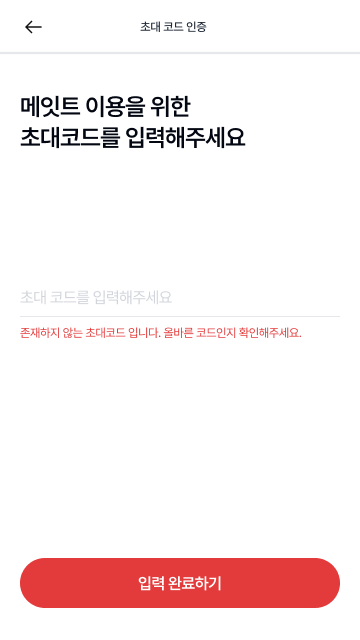 초대 코드 인증
메잇트 이용을 위한
초대코드를 입력해주세요
초대 코드를 입력해주세요
존재하지 않는 초대코드 입니다. 올바른 코드인지 확인해주세요.
입력 완료하기